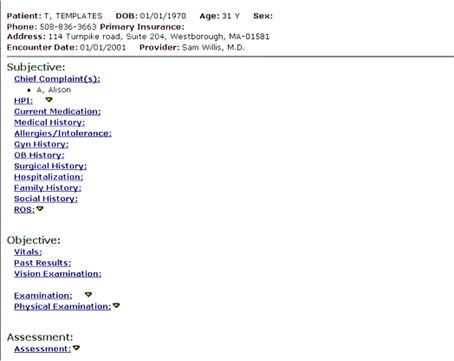 Patient: T, TEMPLATES DOB: 01/01/1970 Age: 31 Y Sex:
Phone: 508-836-3663 Primary Insurance:
Address: 114 Turnpike road, Suite 204, Westborough, MA-01581
Encounter Date: 01/01/2001 Provider: Sam Willis, M.D.
Subjective:
Chief Complaint(s):
• A, Alison
HPI:
Current Medication:
Medical History:
Allergies/Intolerance:
Gyn History:
OB History:
Surgical History:
Hospitalization:
Family History:
Social History:
ROS:
Objective:
Vitals:
Past Results:
Vision Examination:
Examination:
Physical Examination:
Assessment:
Assessment: